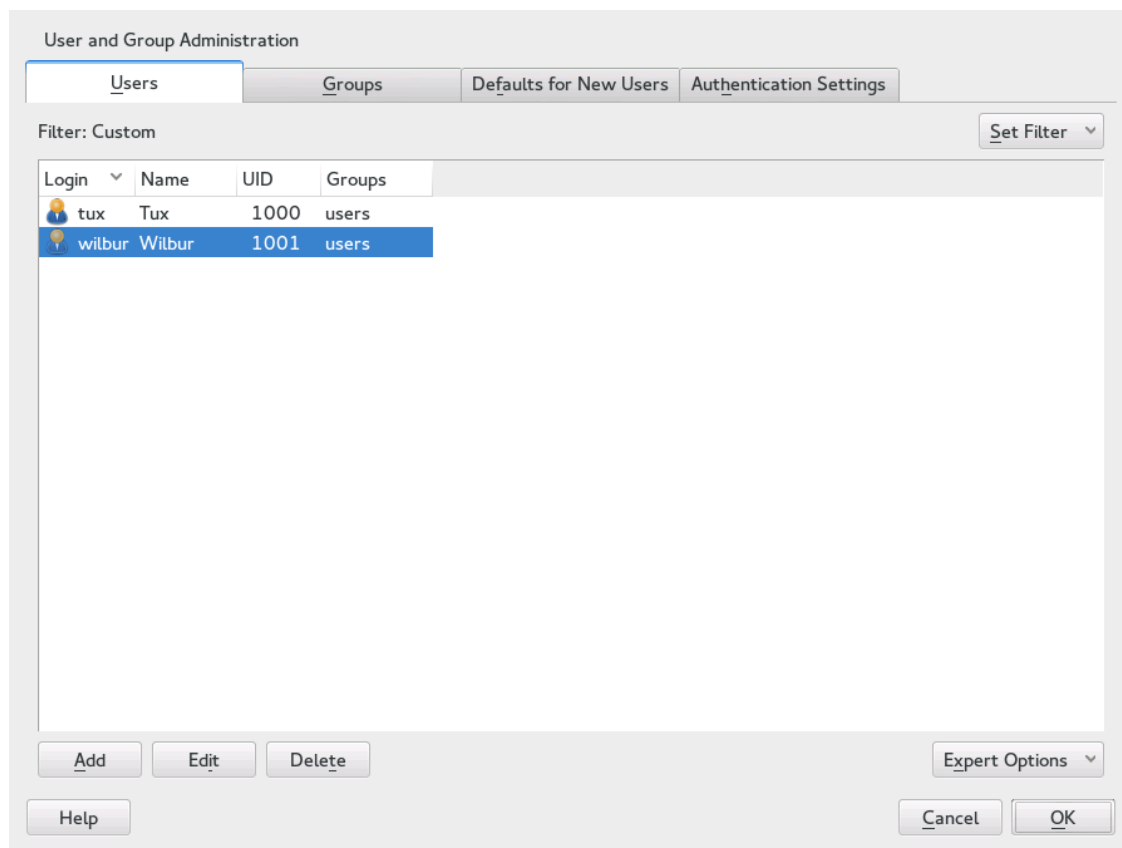 User and Group Administration
Users Groups Defaults for New Users Authentication Settings
Filter: Custom Set Filter
Login Name UID Groups
tux Tux 1000 users
wilbur Wilbur 1001 users
Add Edit Delete Expert Options
Help Cancel OK